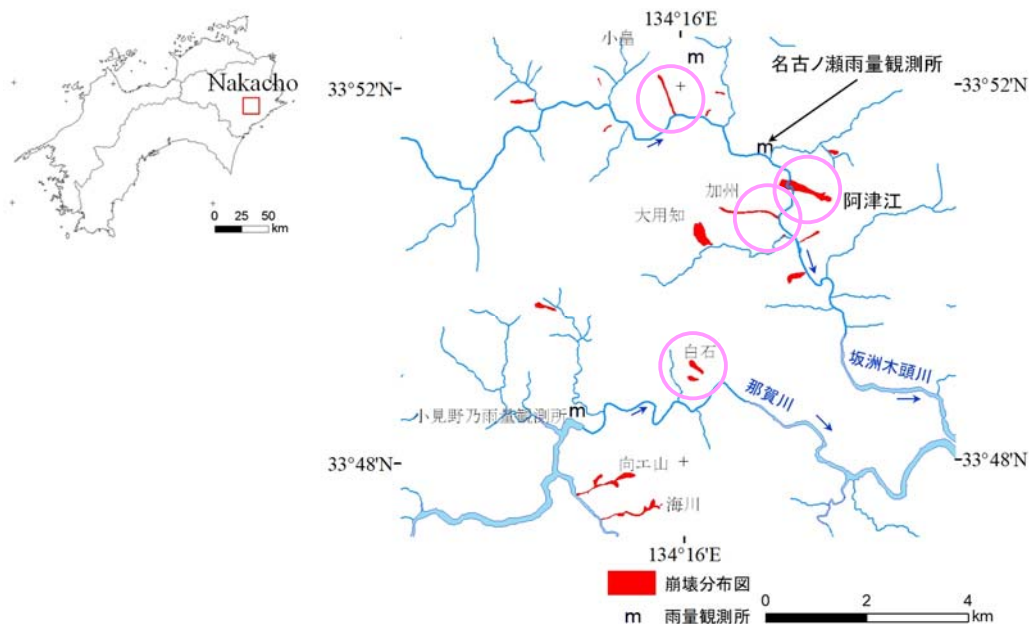 134°16'E
Nakacho
0 25 50
km
小畠
m
名古ノ瀬雨量観測所
33°52'N
33°52'N
m
加州
阿津江
大用知
白石
坂洲木頭川
那賀川
小見野乃雨量観測所
m
33°48'N
向エ山
33°48'N
海川
134°16'E
崩壊分布図
m 雨量観測所
0 2 4
km